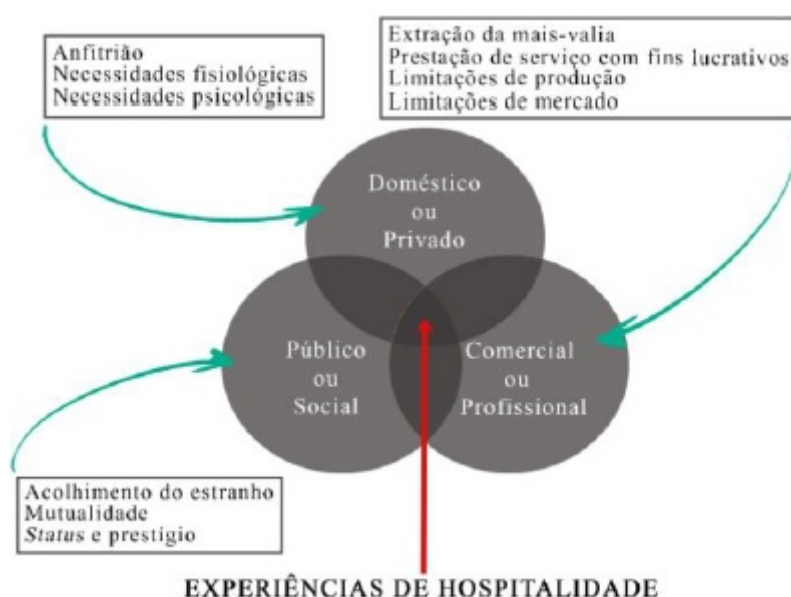 Anfitrião
Necessidades fisiológicas
Necessidades psicológicas
Extração da mais-valia
Prestação de serviço com fins lucrativos
Limitações de produção
Limitações de mercado
Doméstico
ou
Privado
Público
ou
Social
Comercial
ou
Profissional
Acolhimento do estranho
Mutualidade
Status e prestígio
EXPERIÊNCIAS DE HOSPITALIDADE